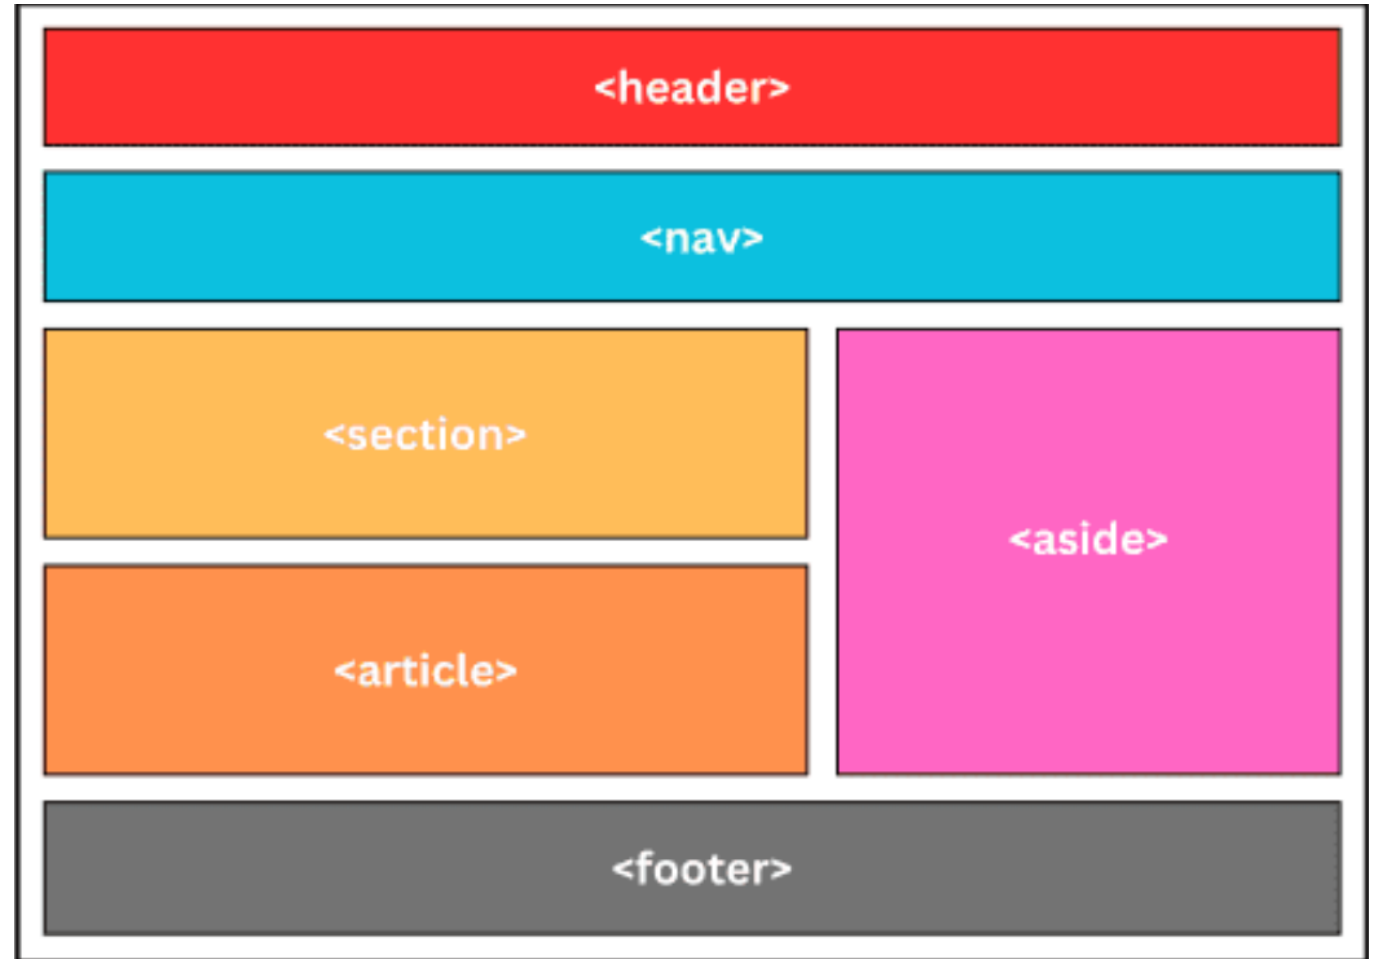 <header>
<nav>
<section>
<aside>
<article>
<footer>